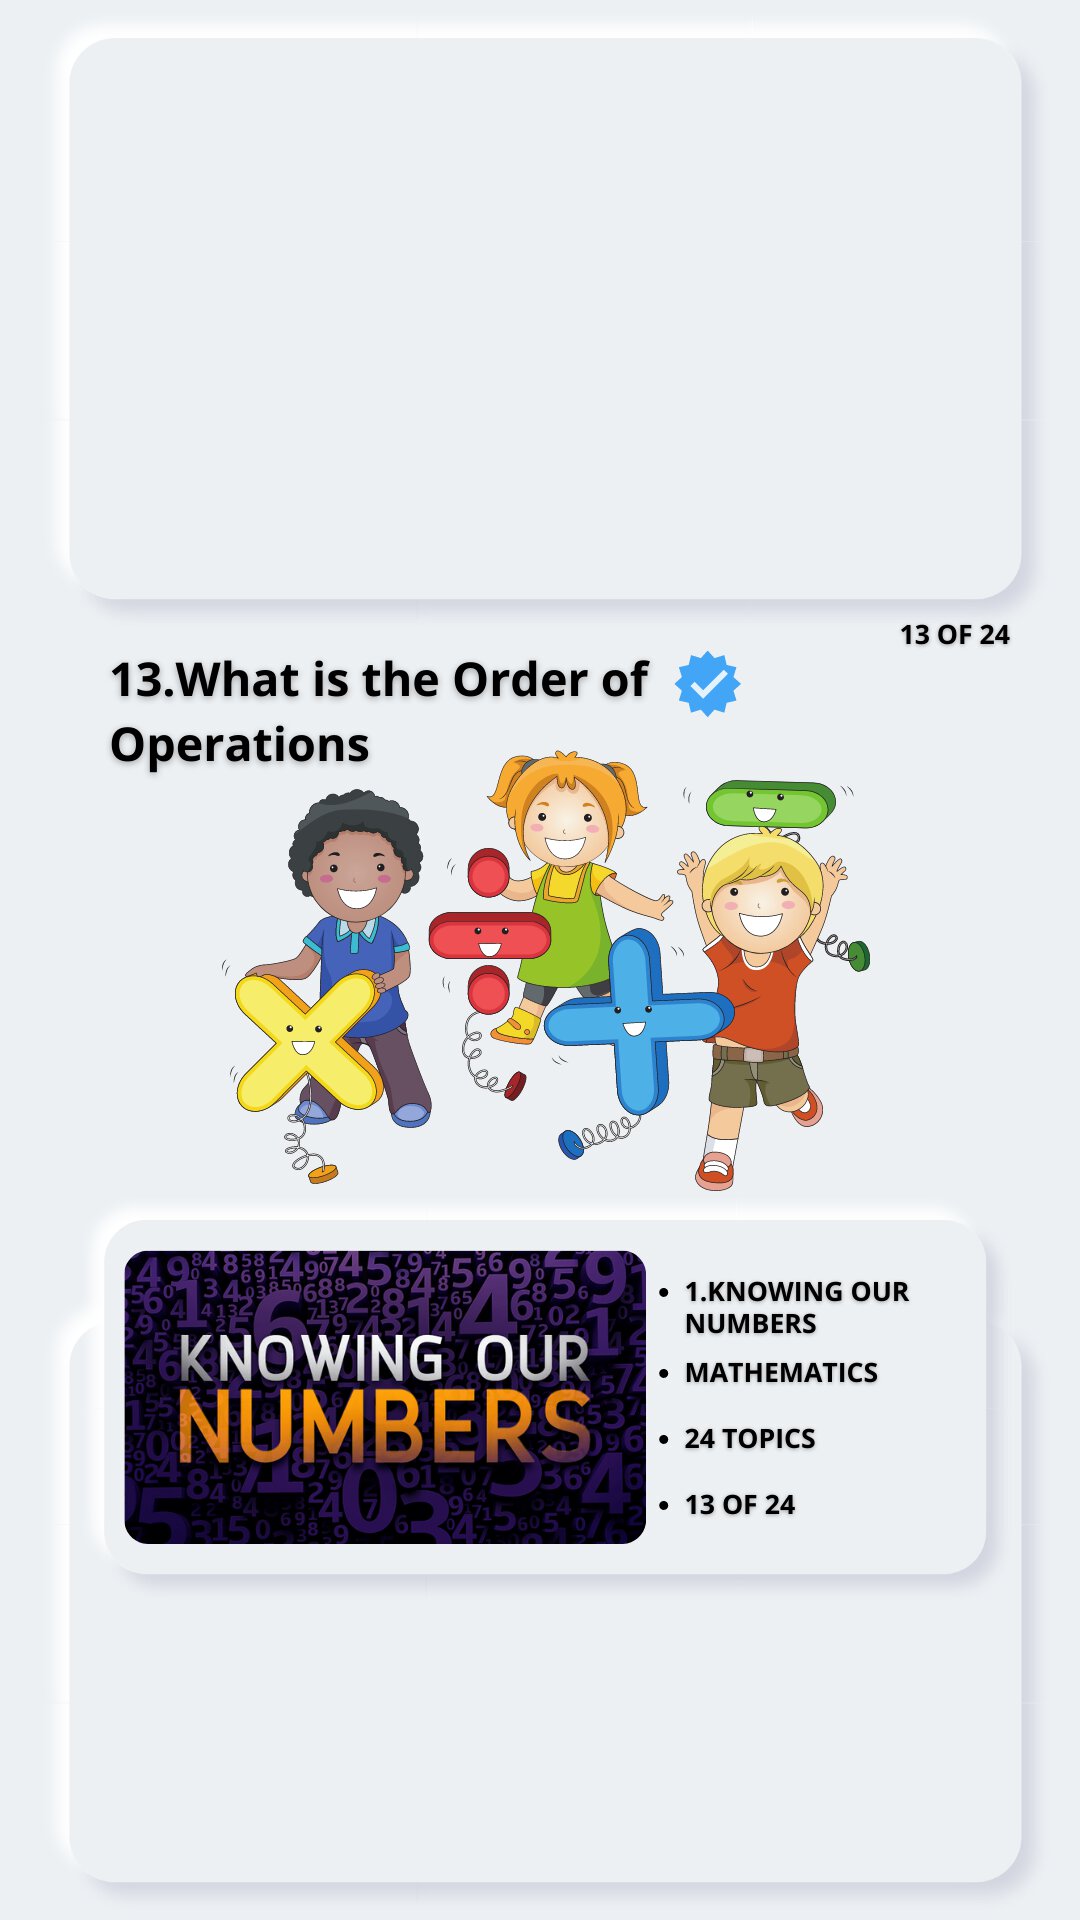 13 OF 24
13.What is the Order of
Operations
KNOWING OUR
NUMBERS
1.KNOWING OUR
NUMBERS
MATHEMATICS
24 TOPICS
13 OF 24